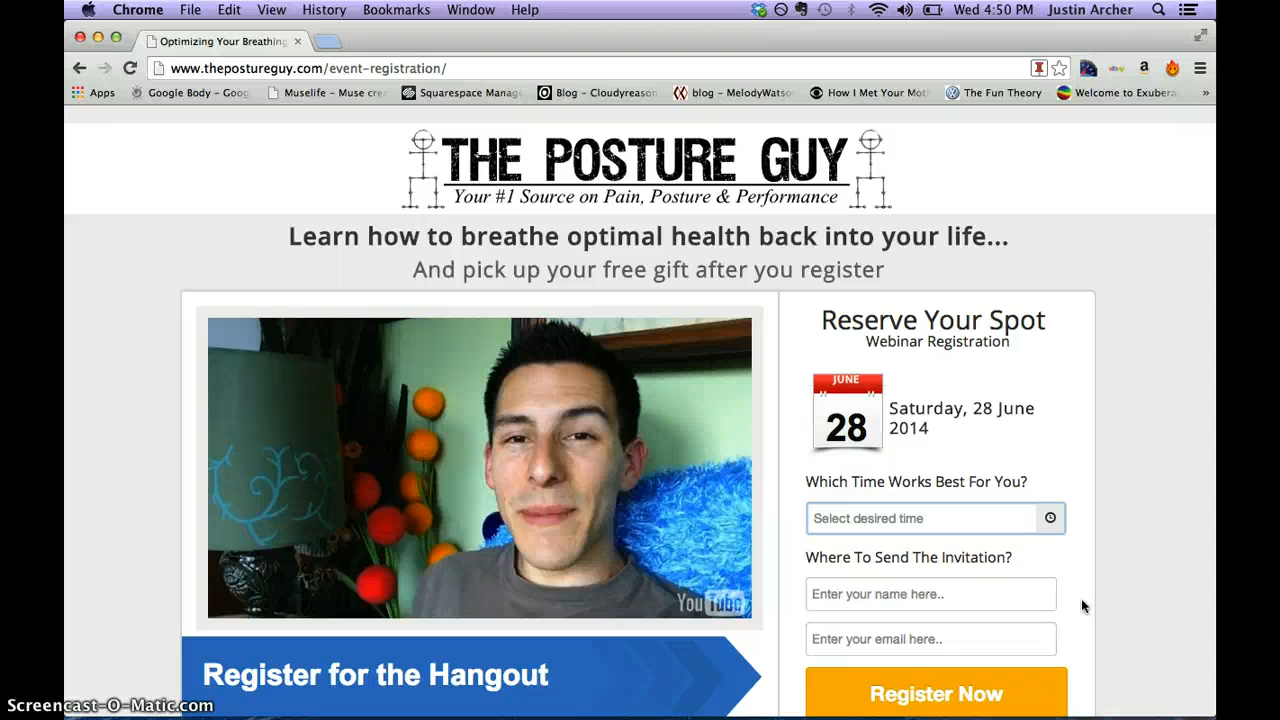 Chrome File Edit View History Bookmarks Window Help Wed 4:50 PM Justin Archer
Optimizing Your Breathing
www.thepostureguy.com/event-registration/
Apps Google Body - Goog Muselife - Muse crea Squarespace Manag Blog - Cloudyreason blog - MelodyWatso How I Met Your Mot The Fun Theory Welcome to Exubera »
THE POSTURE GUY
Your #1 Source on Pain, Posture & Performance
Learn how to breathe optimal health back into your life...
And pick up your free gift after you register
Reserve Your Spot
Webinar Registration
JUNE
28
Saturday, 28 June
2014
Which Time Works Best For You?
Select desired time
Where To Send The Invitation?
Enter your name here..
Enter your email here..
Register Now
YouTube
Register for the Hangout
Screencast-O-Matic.com